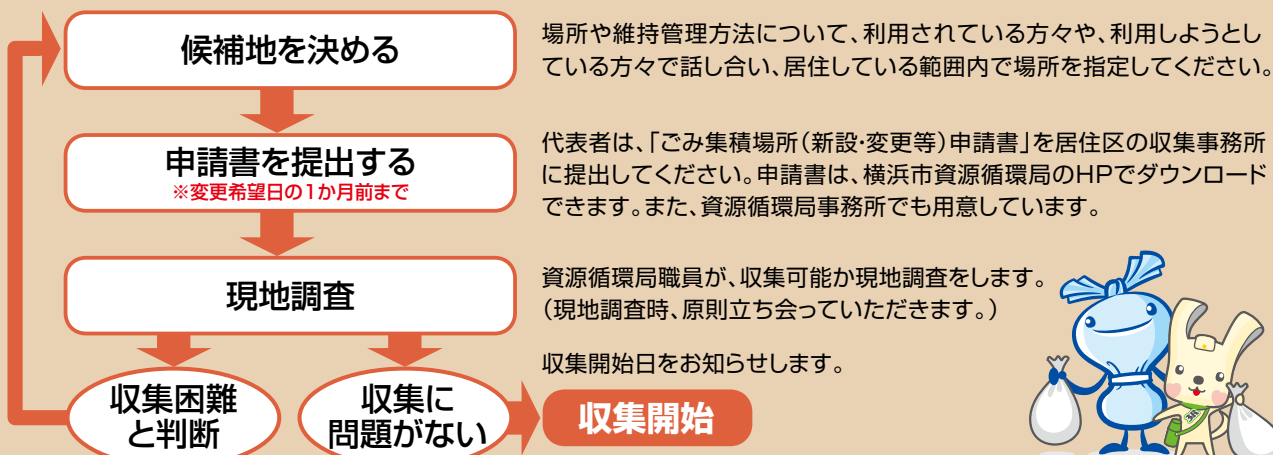 候補地を決める
場所や維持管理方法について、利用されている方々や、利用しようとし
ている方々で話し合い、居住している範囲内で場所を指定してください。
申請書を提出する
※変更希望日の1か月前まで
代表者は、「ごみ集積場所(新設・変更等)申請書」を居住区の収集事務所
に提出してください。申請書は、横浜市資源循環局のHPでダウンロード
できます。また、資源循環局事務所でも用意しています。
現地調査
資源循環局職員が、収集可能か現地調査をします。
(現地調査時、原則立ち会っていただきます。)
収集困難
と判断
収集に
問題がない
収集開始日をお知らせします。
収集開始